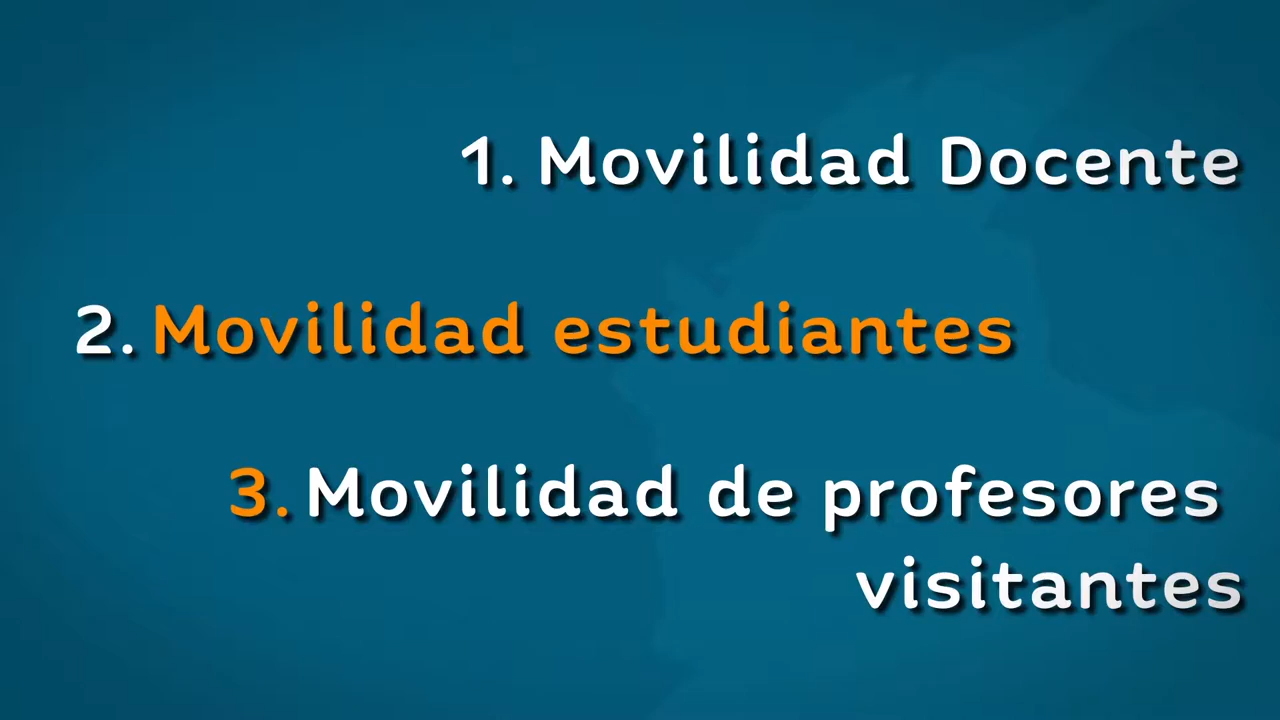 1. Movilidad Docente
2. Movilidad estudiantes
3. Movilidad de profesores
visitantes